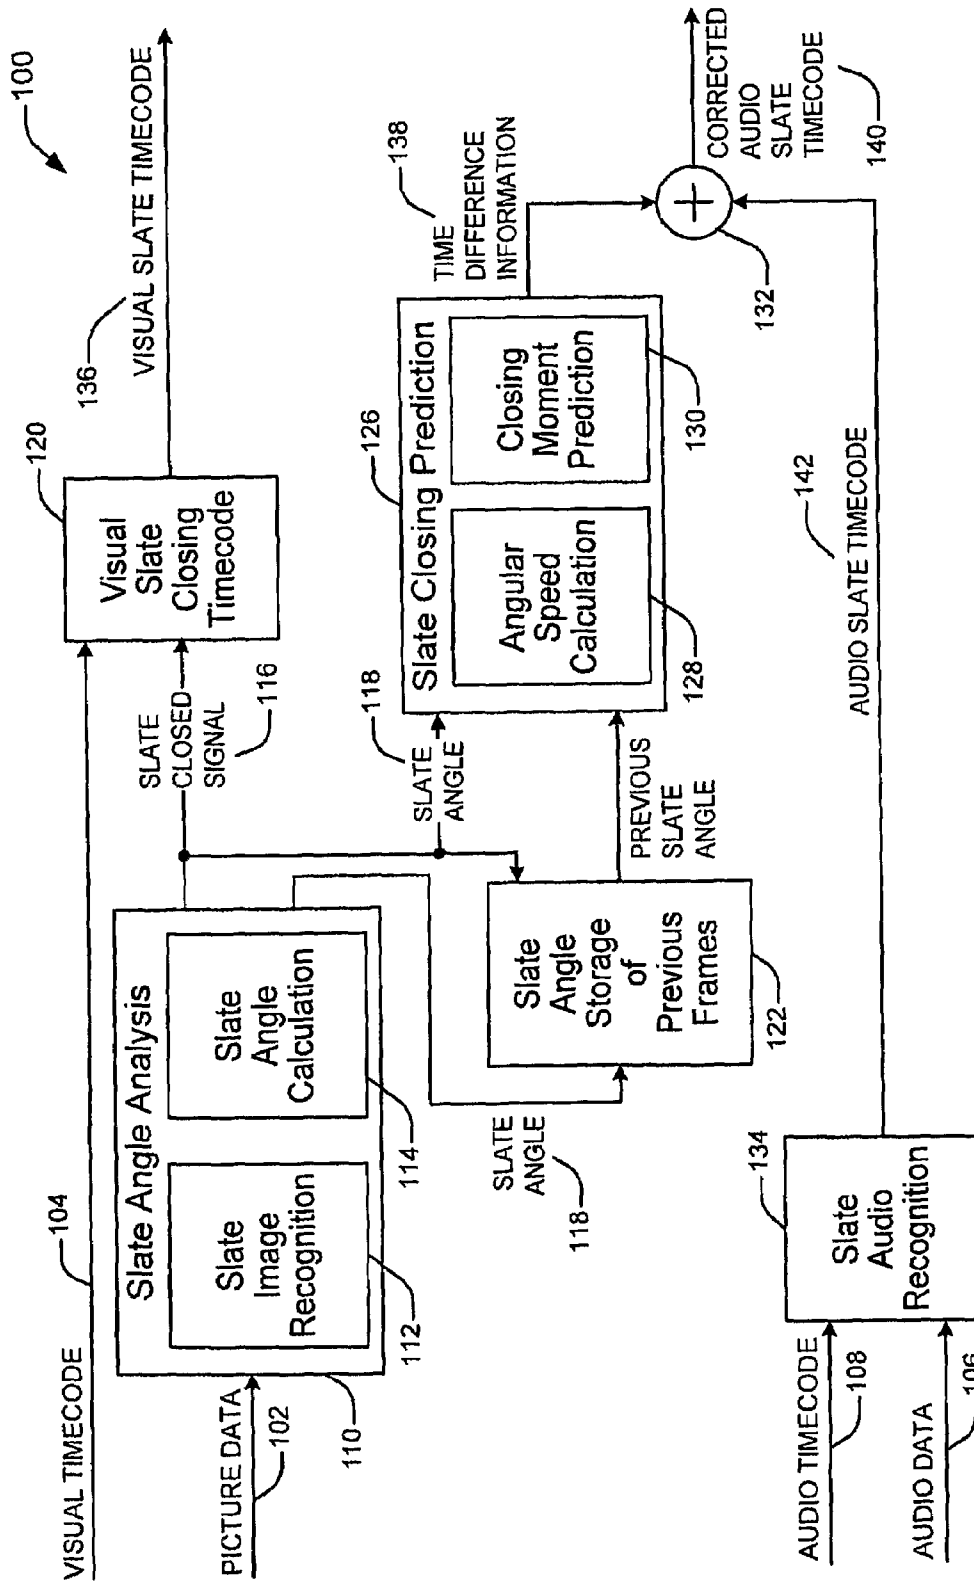 100
VISUAL TIMECODE
104
136
VISUAL SLATE TIMECODE
120
Visual
Slate
Closing
Timecode
PICTURE DATA
102
110
Slate Angle Analysis
Slate
Image
Recognition
112
Slate
Angle
Calculation
114
SLATE
CLOSED
SIGNAL
116
118
SLATE
ANGLE
SLATE
ANGLE
118
Slate
Angle
Storage
of
Previous
Frames
122
PREVIOUS
SLATE
ANGLE
126
Slate Closing Prediction
Angular
Speed
Calculation
128
Closing
Moment
Prediction
130
138
TIME
DIFFERENCE
INFORMATION
+
132
CORRECTED
AUDIO
SLATE
TIMECODE
140
AUDIO TIMECODE
108
AUDIO DATA
106
134
Slate
Audio
Recognition
142
AUDIO SLATE TIMECODE